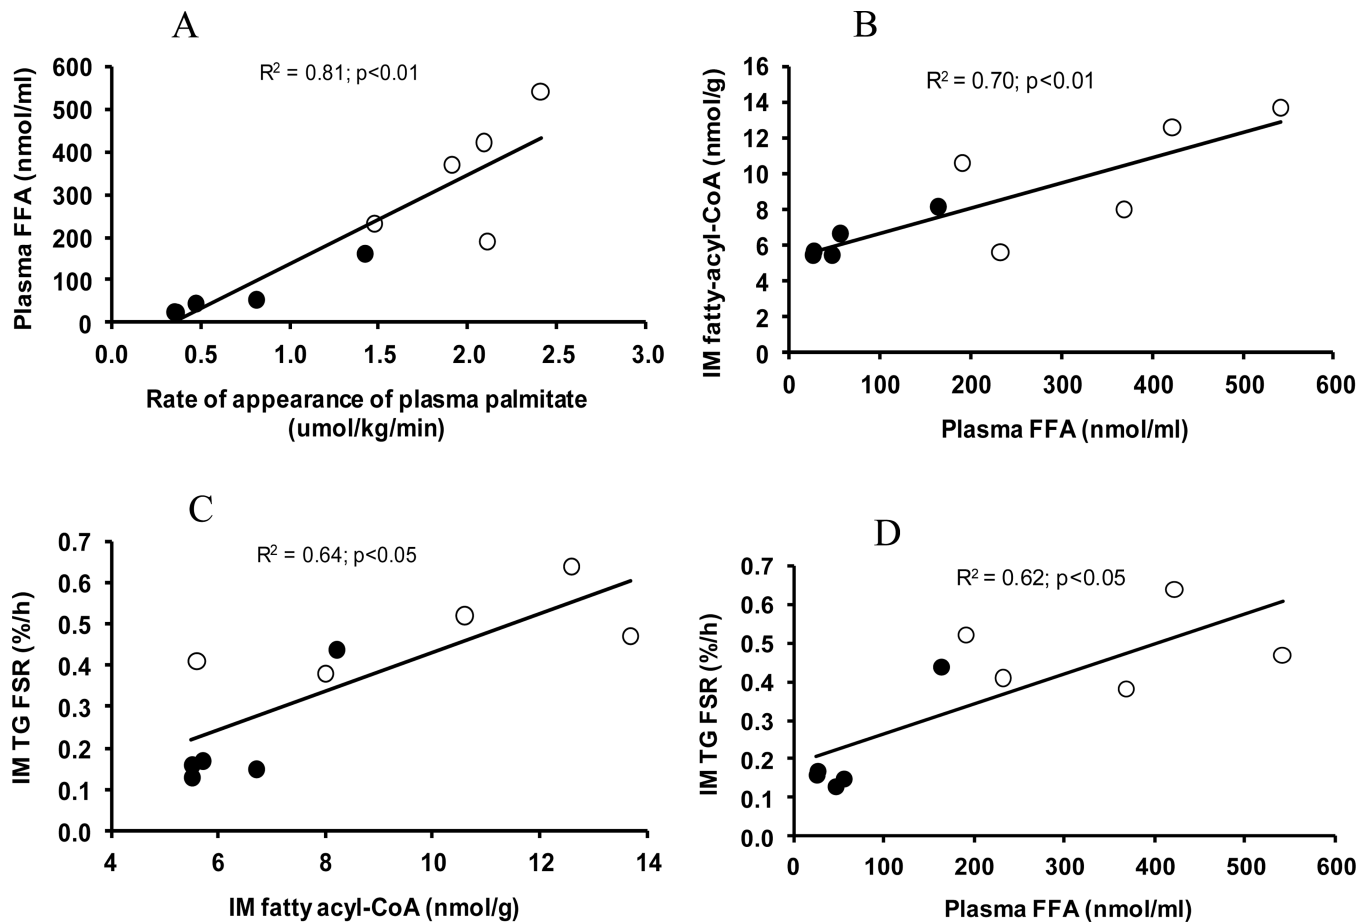 A
R² = 0.81; p<0.01
Plasma FFA (nmol/ml)
600
500
400
300
200
100
0
0.0 0.5 1.0 1.5 2.0 2.5 3.0
Rate of appearance of plasma palmitate
(umol/kg/min)
B
R² = 0.70; p<0.01
IM fatty-acyl-CoA (nmol/g)
16
14
12
10
8
6
4
2
0
0 100 200 300 400 500 600
Plasma FFA (nmol/ml)
C
R² = 0.64; p<0.05
IM TG FSR (%/h)
0.7
0.6
0.5
0.4
0.3
0.2
0.1
0.0
4 6 8 10 12 14
IM fatty acyl-CoA (nmol/g)
D
R² = 0.62; p<0.05
IM TG FSR (%/h)
0.7
0.6
0.5
0.4
0.3
0.2
0.1
0.0
0 100 200 300 400 500 600
Plasma FFA (nmol/ml)